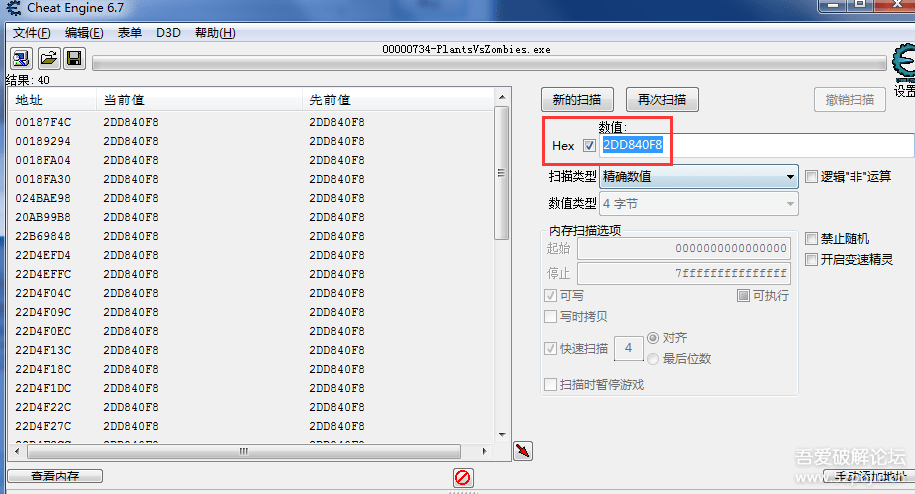 Cheat Engine 6.7
文件(F) 编辑(E) 表单 D3D 帮助(H)
00000734-PlantsVsZombies.exe
结果: 40
设置
地址 当前值 先前值
00187F4C 2DD840F8 2DD840F8
00189294 2DD840F8 2DD840F8
0018FA04 2DD840F8 2DD840F8
0018FA30 2DD840F8 2DD840F8
024BAE98 2DD840F8 2DD840F8
20AB99B8 2DD840F8 2DD840F8
22B69848 2DD840F8 2DD840F8
22D4EFD4 2DD840F8 2DD840F8
22D4EFFC 2DD840F8 2DD840F8
22D4F04C 2DD840F8 2DD840F8
22D4F09C 2DD840F8 2DD840F8
22D4F0EC 2DD840F8 2DD840F8
22D4F13C 2DD840F8 2DD840F8
22D4F18C 2DD840F8 2DD840F8
22D4F1DC 2DD840F8 2DD840F8
22D4F22C 2DD840F8 2DD840F8
22D4F27C 2DD840F8 2DD840F8
新的扫描 再次扫描 撤销扫描
数值:
Hex 2DD840F8
扫描类型 精确数值 逻辑"非"运算
数值类型 4 字节
内存扫描选项
起始 0000000000000000
停止 7fffffffffffffff
禁止随机
开启变速精灵
可写 可执行
写时拷贝
快速扫描 4 对齐
最后位数
扫描时暂停游戏
查看内存
手动添加地址
吾爱破解论坛